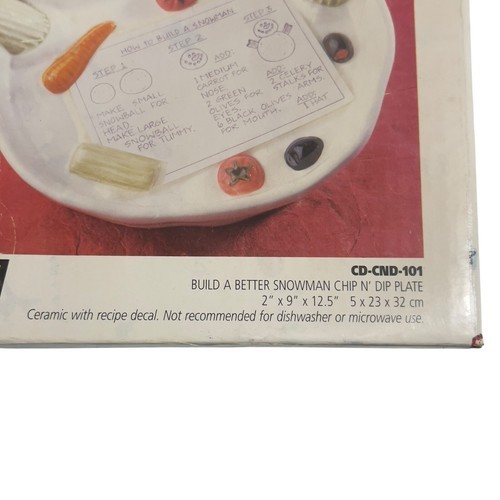 HOW TO BUILD A SNOWMAN
STEP 1
MAKE SMALL
SNOWBALL FOR
HEAD.
MAKE LARGE
SNOWBALL
FOR TUMMY.
STEP 2
ADD:
MEDIUM
CARROT FOR
NOSE.
2 GREEN
OLIVES FOR
EYES.
6 BLACK OLIVES
FOR MOUTH.
STEP 3
ADD:
2 CELERY
STALKS FOR
ARMS.
ADD:
1 HAT
CD-CND-101
BUILD A BETTER SNOWMAN CHIP N' DIP PLATE
2" x 9" x 12.5" 5 x 23 x 32 cm
Ceramic with recipe decal. Not recommended for dishwasher or microwave use.